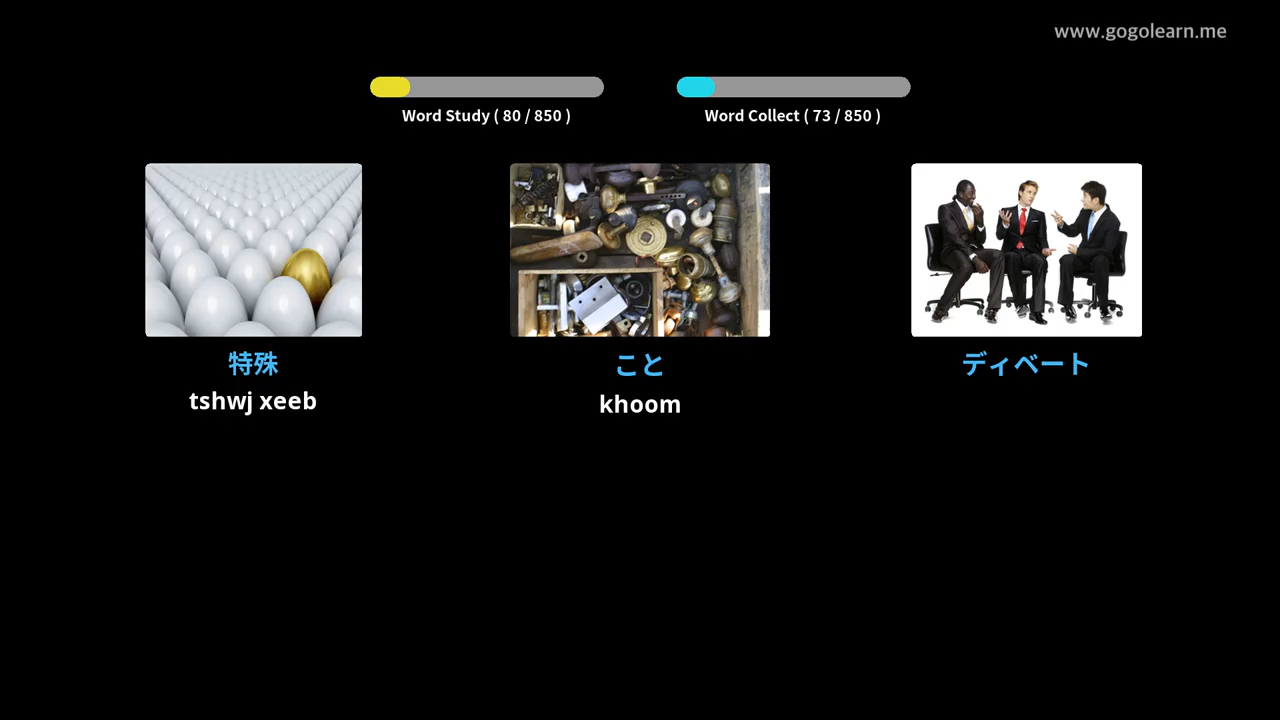 www.gogolearn.me
Word Study ( 80 / 850 )
Word Collect ( 73 / 850 )
特殊
tshwj xeeb
こと
khoom
ディベート